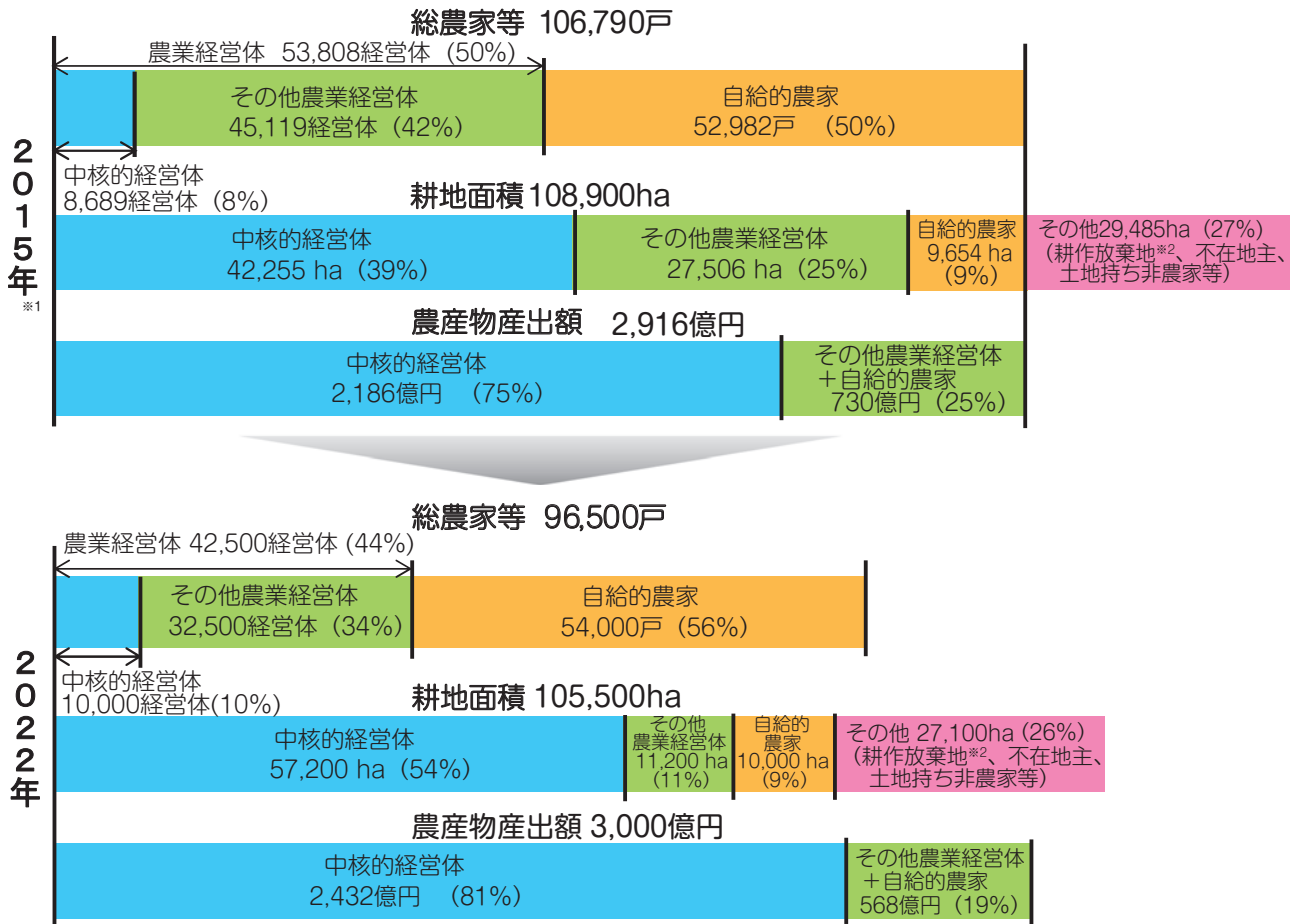 総農家等 106,790戸
農業経営体 53,808経営体 (50%)
その他農業経営体
45,119経営体 (42%)
自給的農家
52,982戸 (50%)
2015年
※1
中核的経営体
8,689経営体 (8%)
耕地面積 108,900ha
中核的経営体
42,255 ha (39%)
その他農業経営体
27,506 ha (25%)
自給的農家
9,654 ha
(9%)
その他29,485ha (27%)
(耕作放棄地※2、不在地主、
土地持ち非農家等)
農産物産出額 2,916億円
中核的経営体
2,186億円 (75%)
その他農業経営体
+自給的農家
730億円 (25%)
総農家等 96,500戸
農業経営体 42,500経営体 (44%)
その他農業経営体
32,500経営体 (34%)
自給的農家
54,000戸 (56%)
2022年
中核的経営体
10,000経営体(10%)
耕地面積 105,500ha
中核的経営体
57,200 ha (54%)
その他
農業経営体
11,200 ha
(11%)
自給的
農家
10,000 ha
(9%)
その他 27,100ha (26%)
(耕作放棄地※2、不在地主、
土地持ち非農家等)
農産物産出額 3,000億円
中核的経営体
2,432億円 (81%)
その他農業経営体
+自給的農家
568億円 (19%)